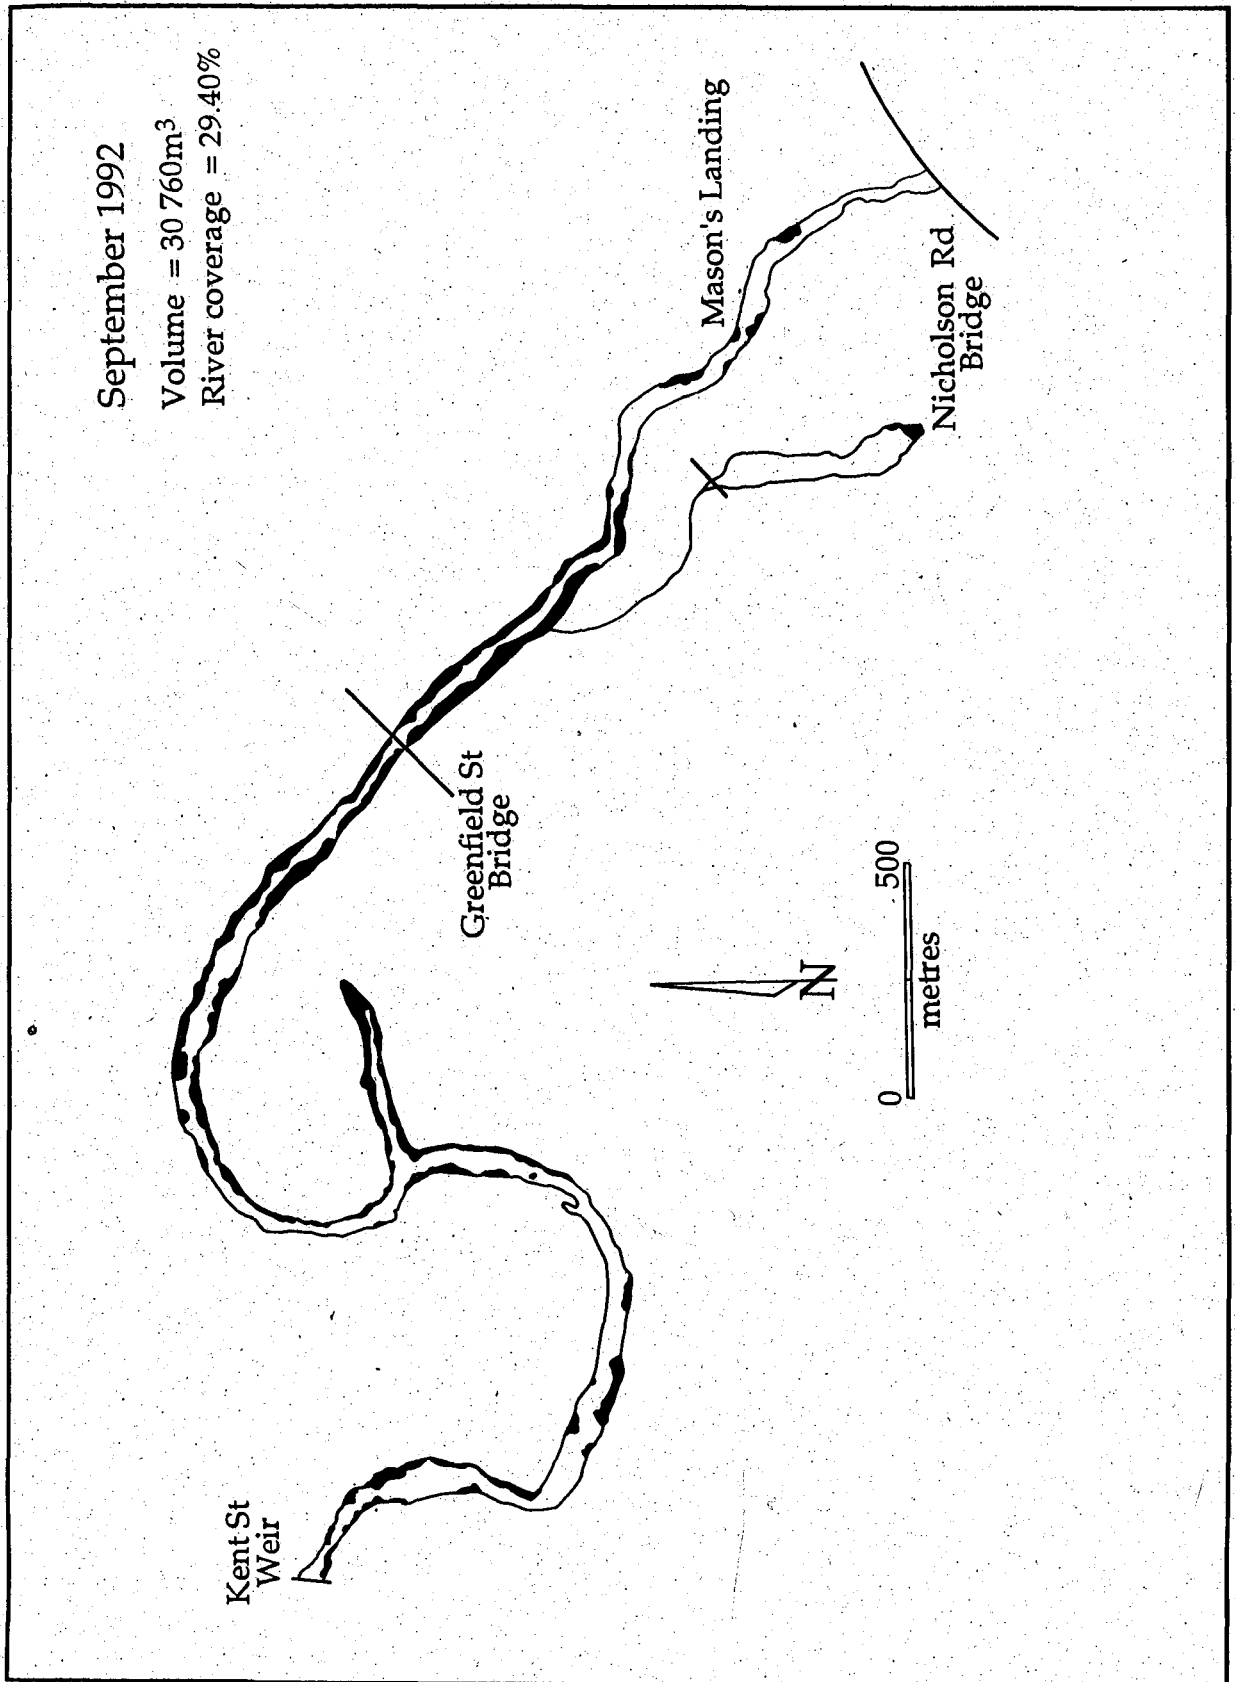 September 1992
Volume = 30 760m³
River coverage = 29.40%
Mason's Landing
Nicholson Rd
Bridge
Greenfield St
Bridge
Kent St
Weir
N
0 500
metres